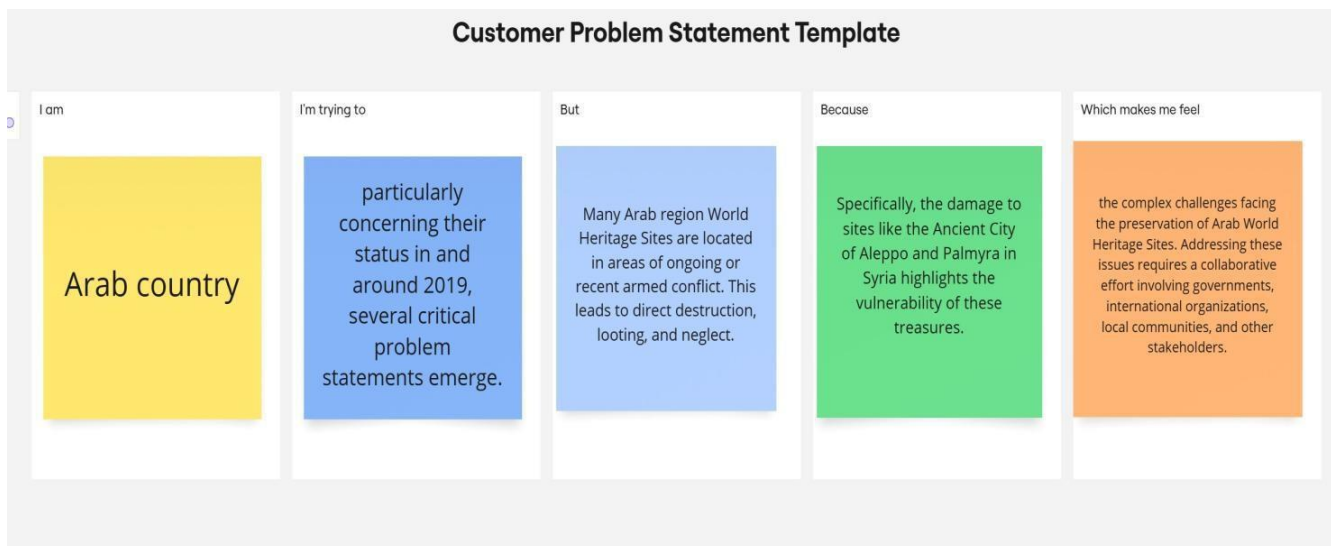 Customer Problem Statement Template
I am
Arab country
I'm trying to
particularly
concerning their
status in and
around 2019,
several critical
problem
statements emerge.
But
Many Arab region World
Heritage Sites are located
in areas of ongoing or
recent armed conflict. This
leads to direct destruction,
looting, and neglect.
Because
Specifically, the damage to
sites like the Ancient City
of Aleppo and Palmyra in
Syria highlights the
vulnerability of these
treasures.
Which makes me feel
the complex challenges facing
the preservation of Arab World
Heritage Sites. Addressing these
issues requires a collaborative
effort involving governments,
international organizations,
local communities, and other
stakeholders.